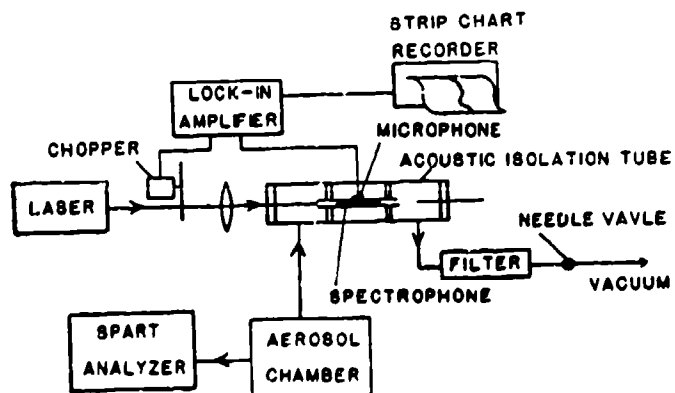 STRIP CHART
RECORDER
LOCK-IN
AMPLIFIER
MICROPHONE
CHOPPER
ACOUSTIC ISOLATION TUBE
LASER
NEEDLE VAVLE
FILTER
VACUUM
SPECTROPHONE
SPART
ANALYZER
AEROSOL
CHAMBER